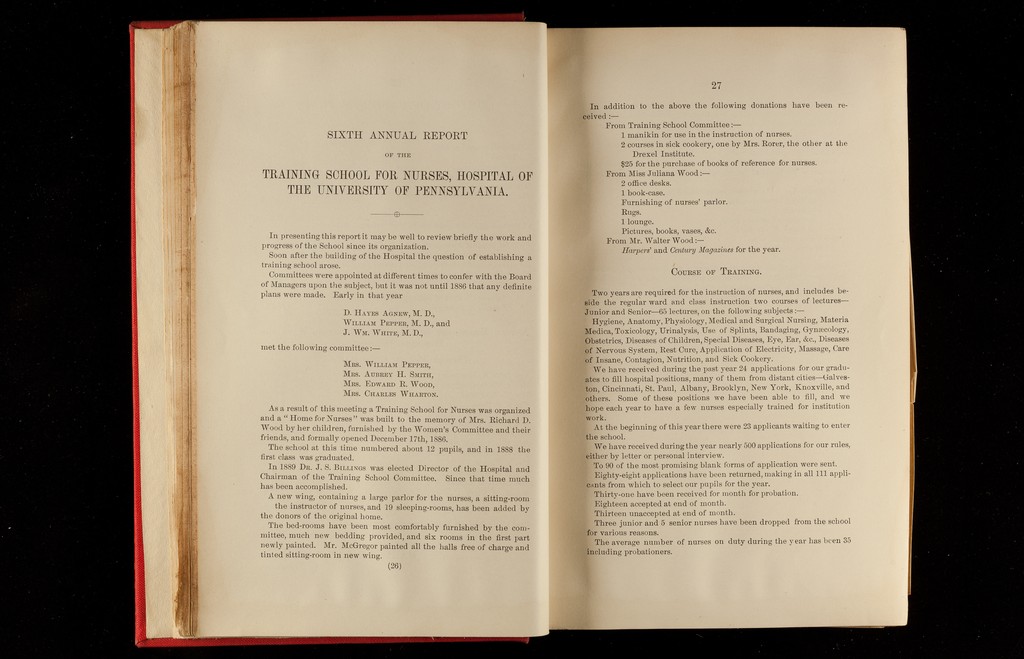 SIXTH ANNUAL REPORT
OF THE
TRAINING SCHOOL FOR NURSES, HOSPITAL OF
THE UNIVERSITY OF PENNSYLVANIA.
In presenting this report it may be well to review briefly the work and
progress of the School since its organization.
Soon after the building of the Hospital the question of establishing a
training school arose.
Committees were appointed at different times to confer with the Board
of Managers upon the subject, but it was not until 1886 that any definite
plans were made. Early in that year
D. HAYES AGNEW, M. D.,
WILLIAM PEPPER, M. D., and
J. WM. WHITE, M. D.,
met the following committee:—
MRS. WILLIAM PEPPER,
MRS. AUBREY H. SMITH,
MRS. EDWARD R. WOOD,
MRS. CHARLES WHARTON.
As a result of this meeting a Training School for Nurses was organized
and a "Home for Nurses" was built to the memory of Mrs. Richard D.
Wood by her children, furnished by the Women's Committee and their
friends, and formally opened December 17th, 1886.
The school at this time numbered about 12 pupils, and in 1888 the
first class was graduated.
In 1889 DR. J. S. BILLINGS was elected Director of the Hospital and
Chairman of the Training School Committee. Since that time much
has been accomplished.
A new wing, containing a large parlor for the nurses, a sitting-room
the instructor of nurses, and 19 sleeping-rooms, has been added by
the donors of the original home.
The bed-rooms have been most comfortably furnished by the com-
mittee, much new bedding provided, and six rooms in the first part
newly painted. Mr. McGregor painted all the halls free of charge and
tinted sitting-room in new wing.
(26)
27
In addition to the above the following donations have been re-
ceived:—
From Training School Committee:—
1 manikin for use in the instruction of nurses.
2 courses in sick cookery, one by Mrs. Rorer, the other at the
Drexel Institute.
$25 for the purchase of books of reference for nurses.
From Miss Juliana Wood:—
2 office desks.
1 book-case.
Furnishing of nurses' parlor.
Rugs.
1 lounge.
Pictures, books, vases, &c.
From Mr. Walter Wood:—
Harpers' and Century Magazines for the year.
COURSE OF TRAINING.
Two years are required for the instruction of nurses, and includes be-
side the regular ward and class instruction two courses of lectures—
Junior and Senior—65 lectures, on the following subjects:—
Hygiene, Anatomy, Physiology, Medical and Surgical Nursing, Materia
Medica, Toxicology, Urinalysis, Use of Splints, Bandaging, Gynæcology,
Obstetrics, Diseases of Children, Special Diseases, Eye, Ear, &c., Diseases
of Nervous System, Rest Cure, Application of Electricity, Massage, Care
of Insane, Contagion, Nutrition, and Sick Cookery.
We have received during the past year 24 applications for our gradu-
ates to fill hospital positions, many of them from distant cities—Galves-
ton, Cincinnati, St. Paul, Albany, Brooklyn, New York, Knoxville, and
others. Some of these positions we have been able to fill, and we
hope each year to have a few nurses especially trained for institution
work.
At the beginning of this year there were 23 applicants waiting to enter
the school.
We have received during the year nearly 500 applications for our rules,
either by letter or personal interview.
To 90 of the most promising blank forms of application were sent.
Eighty-eight applications have been returned, making in all 111 appli-
cants from which to select our pupils for the year.
Thirty-one have been received for month for probation.
Eighteen accepted at end of month.
Thirteen unaccepted at end of month.
Three junior and 5 senior nurses have been dropped from the school
for various reasons.
The average number of nurses on duty during the year has been 35
including probationers.